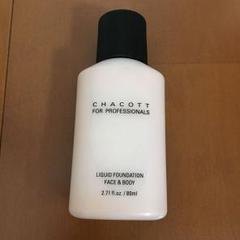 CHACOTT
FOR PROFESSIONALS
LIQUID FOUNDATION
FACE & BODY
2.71 fl.oz. / 80ml